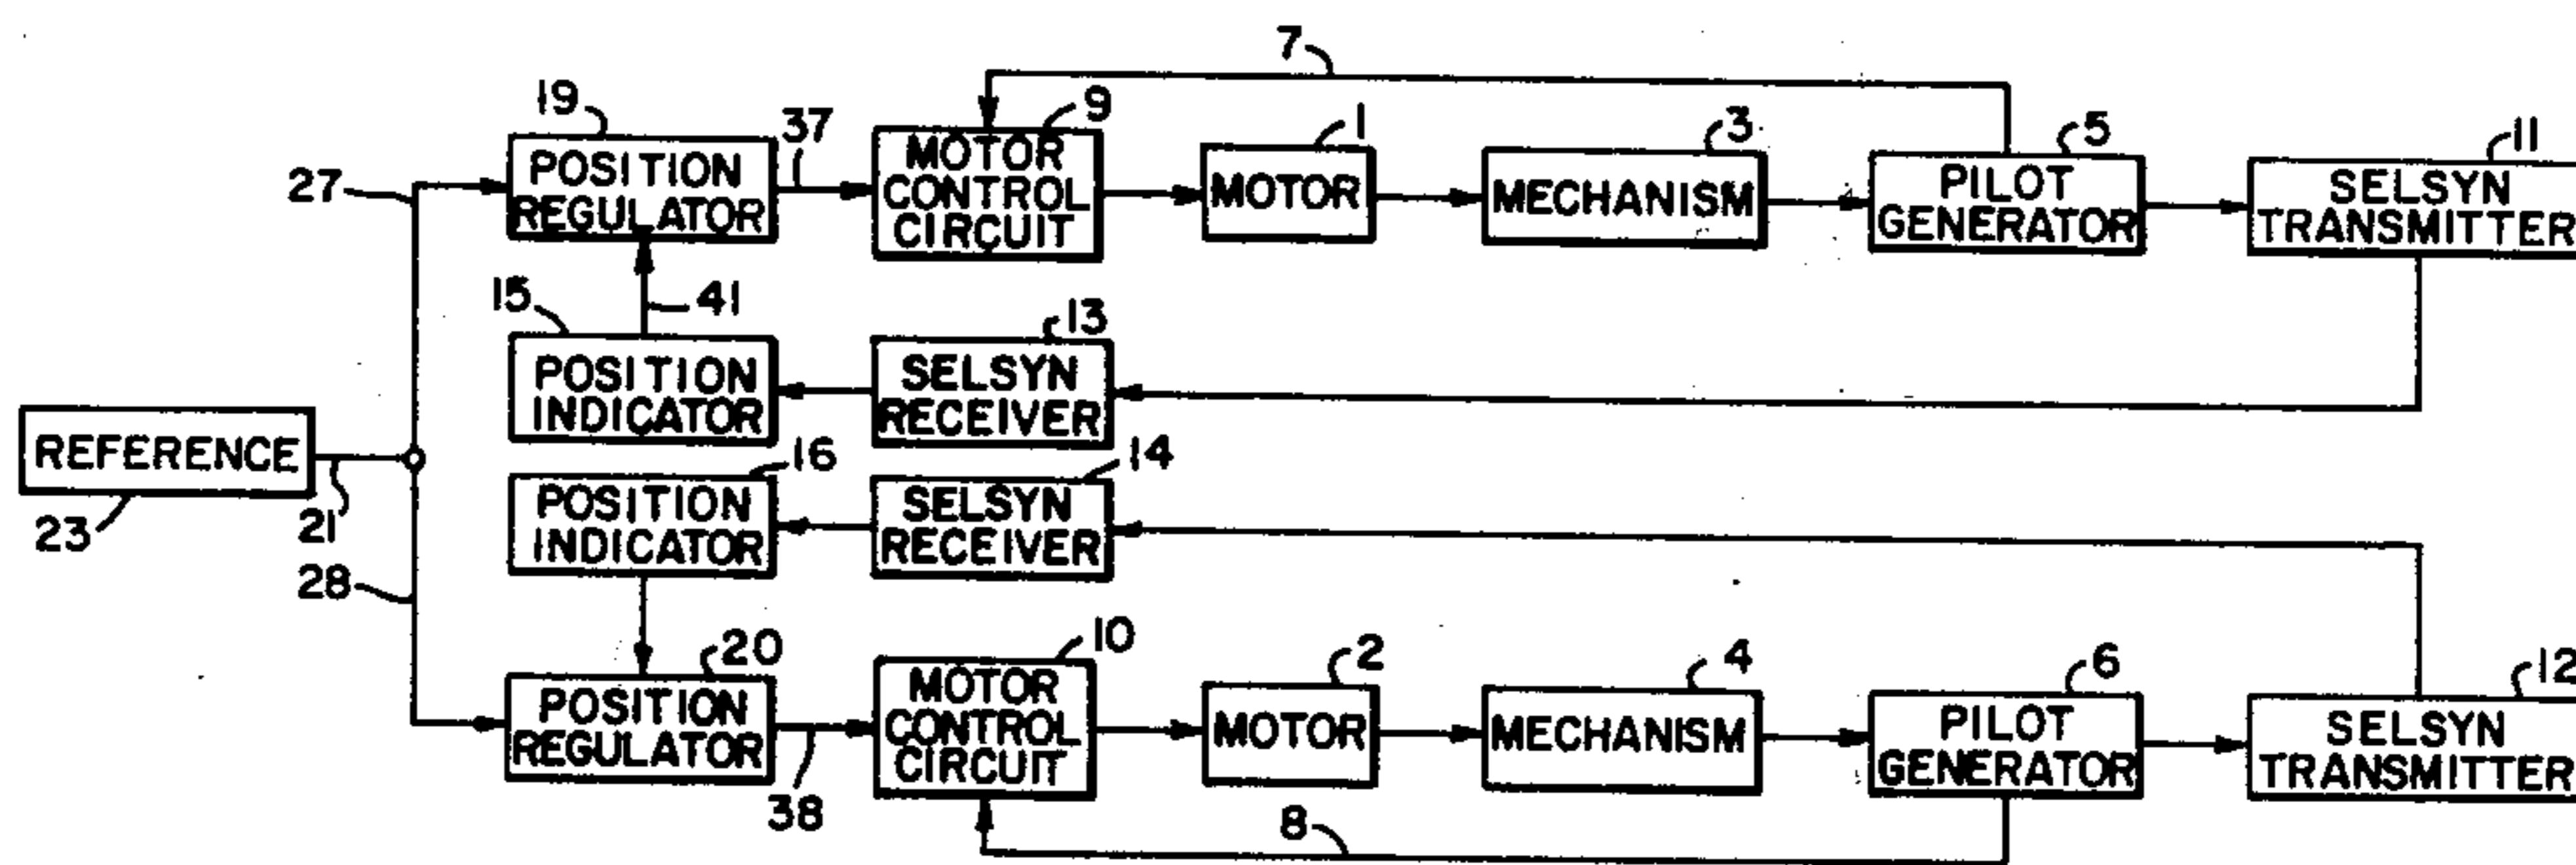 7
19
37
9
1
3
5
11
27
POSITION
REGULATOR
MOTOR
CONTROL
CIRCUIT
MOTOR
MECHANISM
PILOT
GENERATOR
SELSYN
TRANSMITTER
15
41
13
POSITION
INDICATOR
SELSYN
RECEIVER
REFERENCE
23
21
16
14
POSITION
INDICATOR
SELSYN
RECEIVER
28
20
10
2
4
6
12
POSITION
REGULATOR
38
MOTOR
CONTROL
CIRCUIT
MOTOR
MECHANISM
PILOT
GENERATOR
SELSYN
TRANSMITTER
8